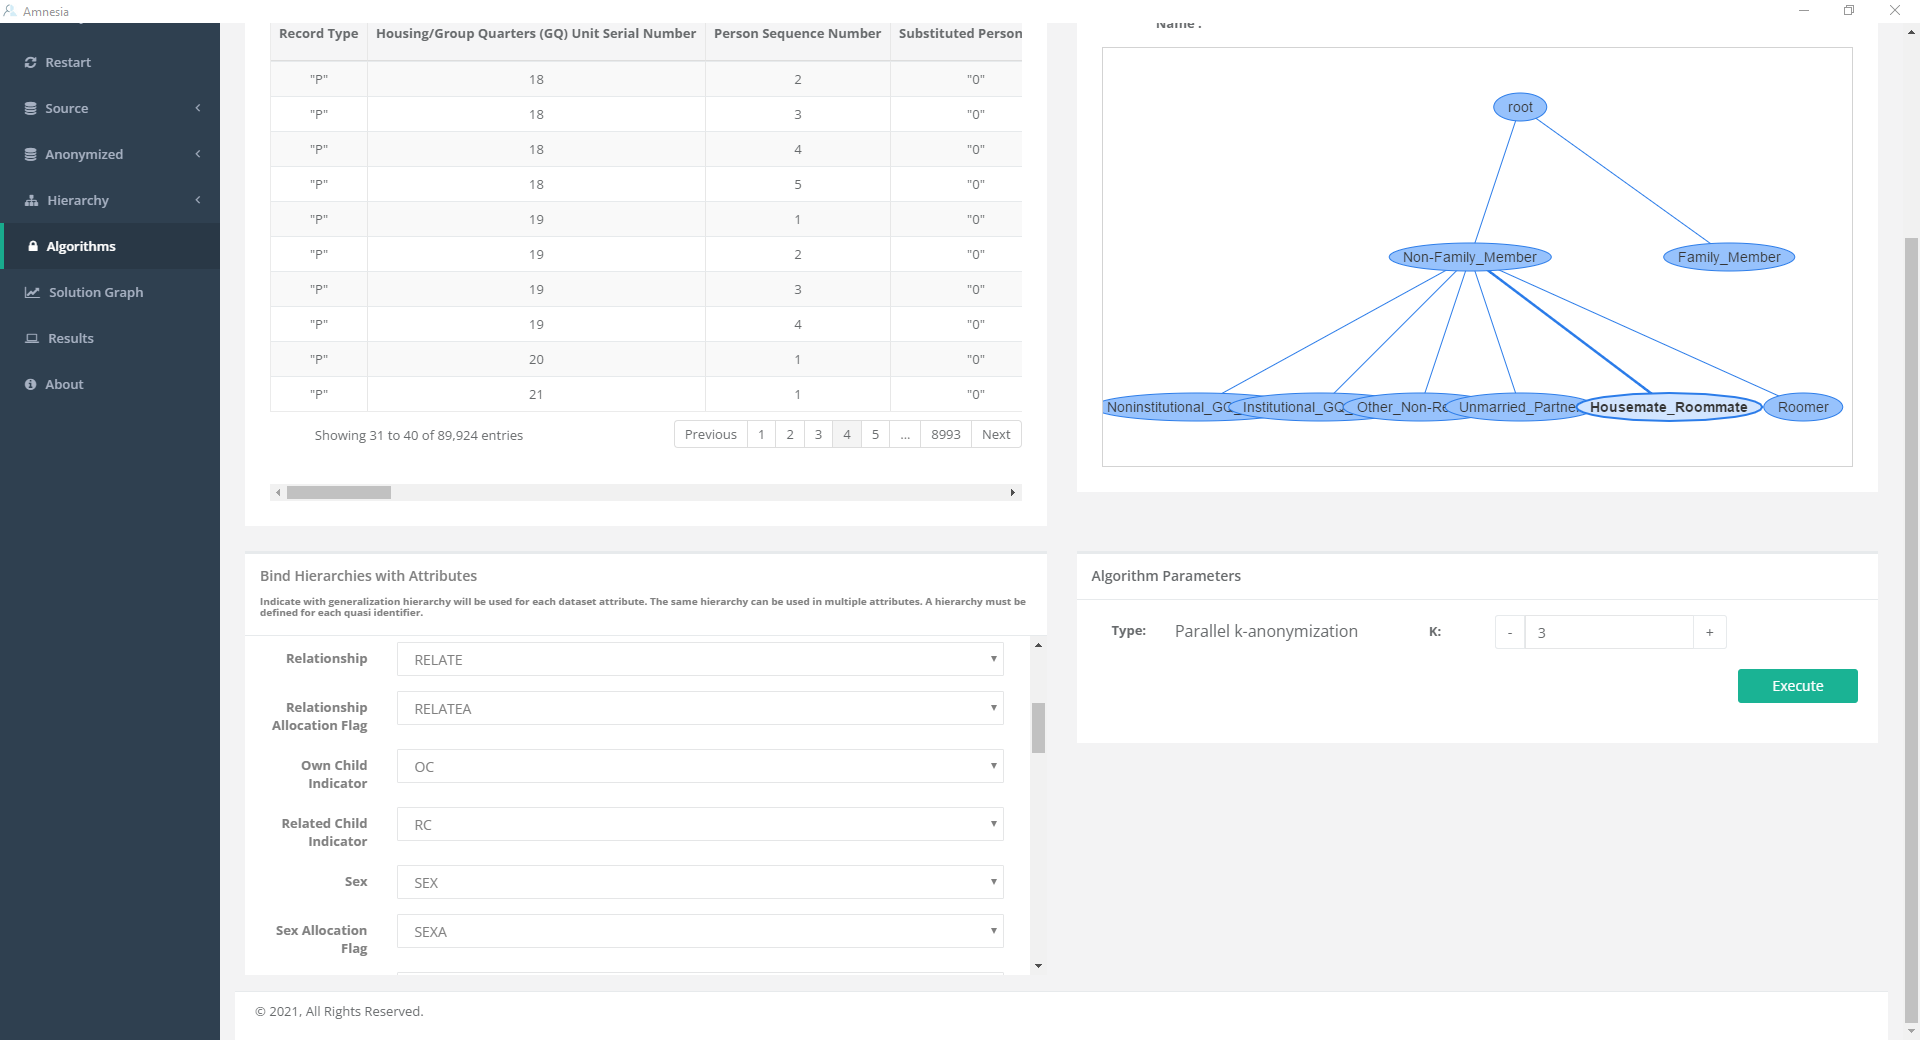 Amnesia
Restart
Source
Anonymized
Hierarchy
Algorithms
Solution Graph
Results
About
Record Type Housing/Group Quarters (GQ) Unit Serial Number Person Sequence Number Substituted Person
"P" 18 2 "0"
"P" 18 3 "0"
"P" 18 4 "0"
"P" 18 5 "0"
"P" 19 1 "0"
"P" 19 2 "0"
"P" 19 3 "0"
"P" 19 4 "0"
"P" 20 1 "0"
"P" 21 1 "0"
Showing 31 to 40 of 89,924 entries
Previous 1 2 3 4 5 ... 8993 Next
Name :
root
Non-Family_Member Family_Member
Noninstitutional_GQ_ Institutional_GQ_ Other_Non-Re Unmarried_Partne Housemate_Roommate Roomer
Bind Hierarchies with Attributes
Indicate with generalization hierarchy will be used for each dataset attribute. The same hierarchy can be used in multiple attributes. A hierarchy must be
defined for each quasi identifier.
Relationship RELATE
Relationship
Allocation Flag RELATEA
Own Child
Indicator OC
Related Child
Indicator RC
Sex SEX
Sex Allocation
Flag SEXA
Algorithm Parameters
Type: Parallel k-anonymization K: - 3 +
Execute
© 2021, All Rights Reserved.